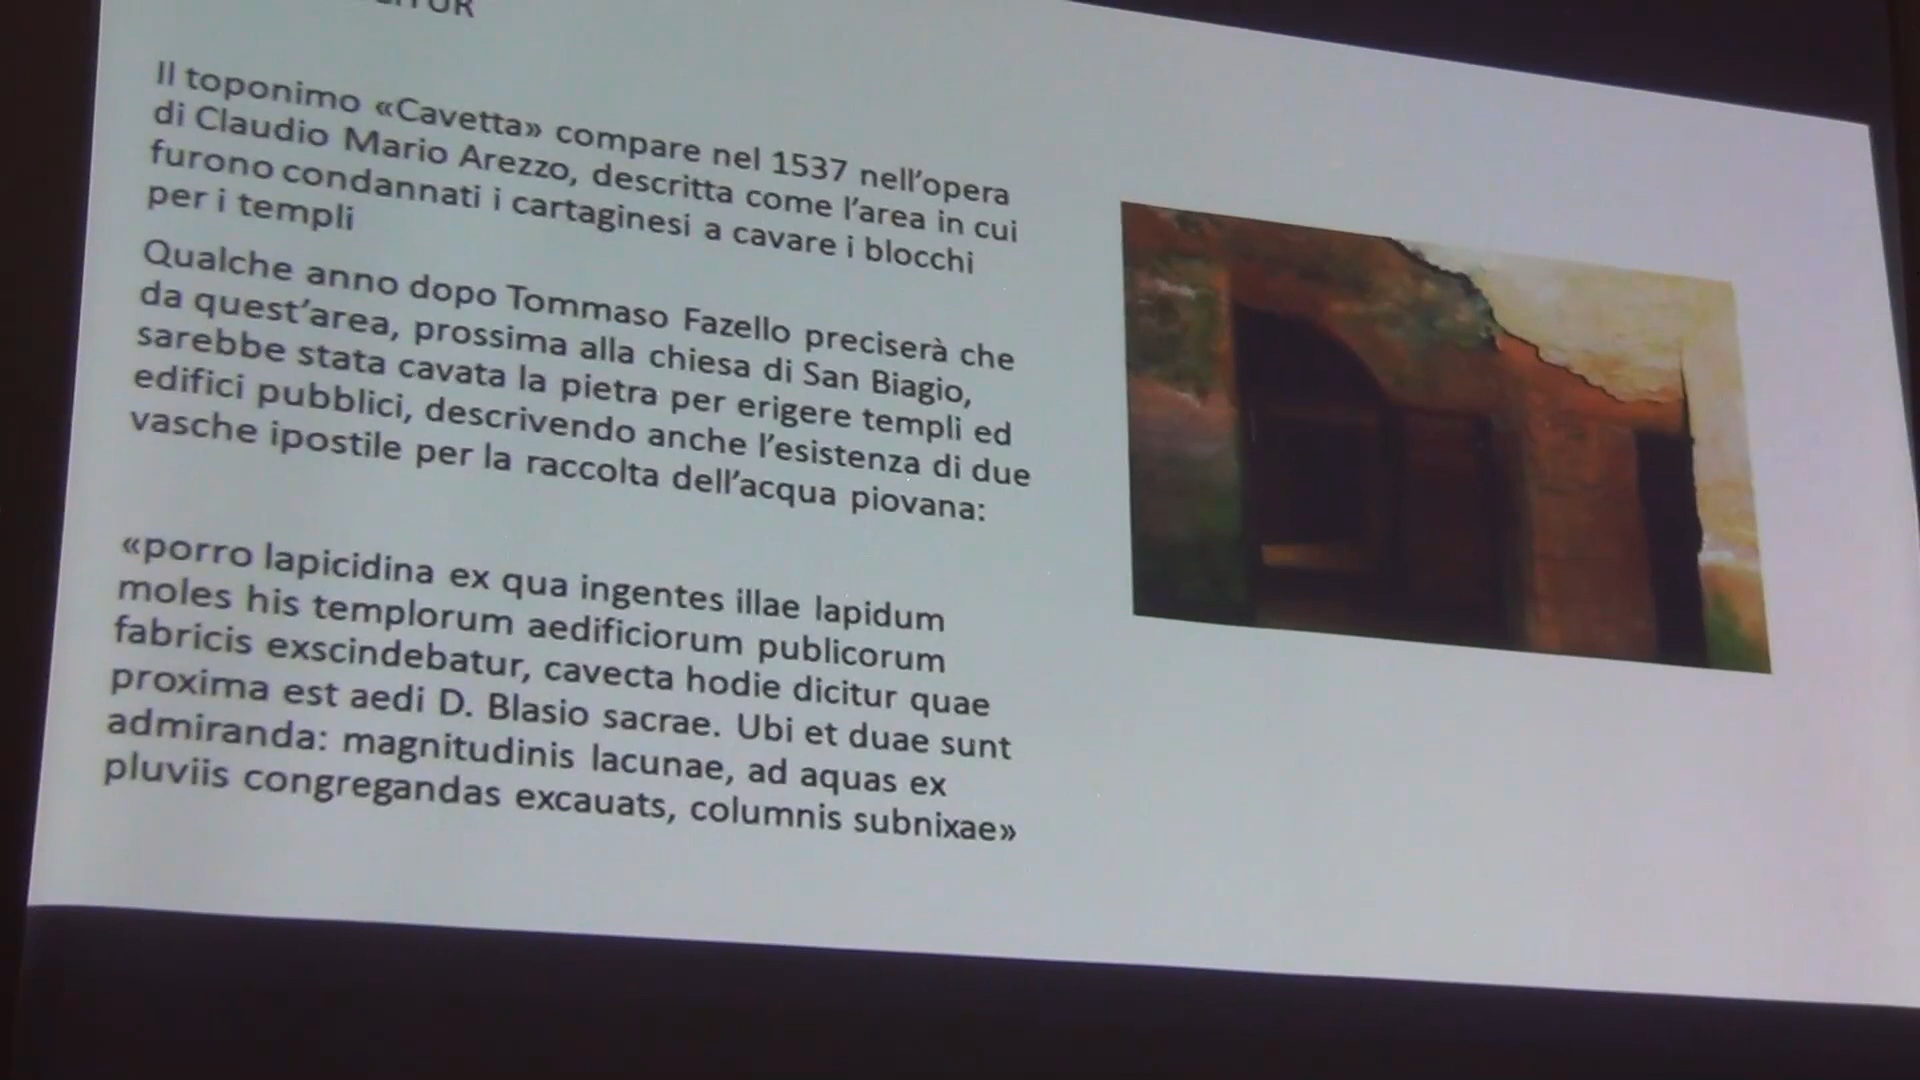 Il toponimo «Cavetta» compare nel 1537 nell’opera
di Claudio Mario Arezzo, descritta come l’area in cui
furono condannati i cartaginesi a cavare i blocchi
per i templi
Qualche anno dopo Tommaso Fazello preciserà che
da quest’area, prossima alla chiesa di San Biagio,
sarebbe stata cavata la pietra per erigere templi ed
edifici pubblici, descrivendo anche l’esistenza di due
vasche ipostile per la raccolta dell’acqua piovana:
«porro lapicidina ex qua ingentes illae lapidum
moles his templorum aedificiorum publicorum
fabricis exscindebatur, cavecta hodie dicitur quae
proxima est aedi D. Blasio sacrae. Ubi et duae sunt
admiranda: magnitudinis lacunae, ad aquas ex
pluviis congregandas excauats, columnis subnixae»